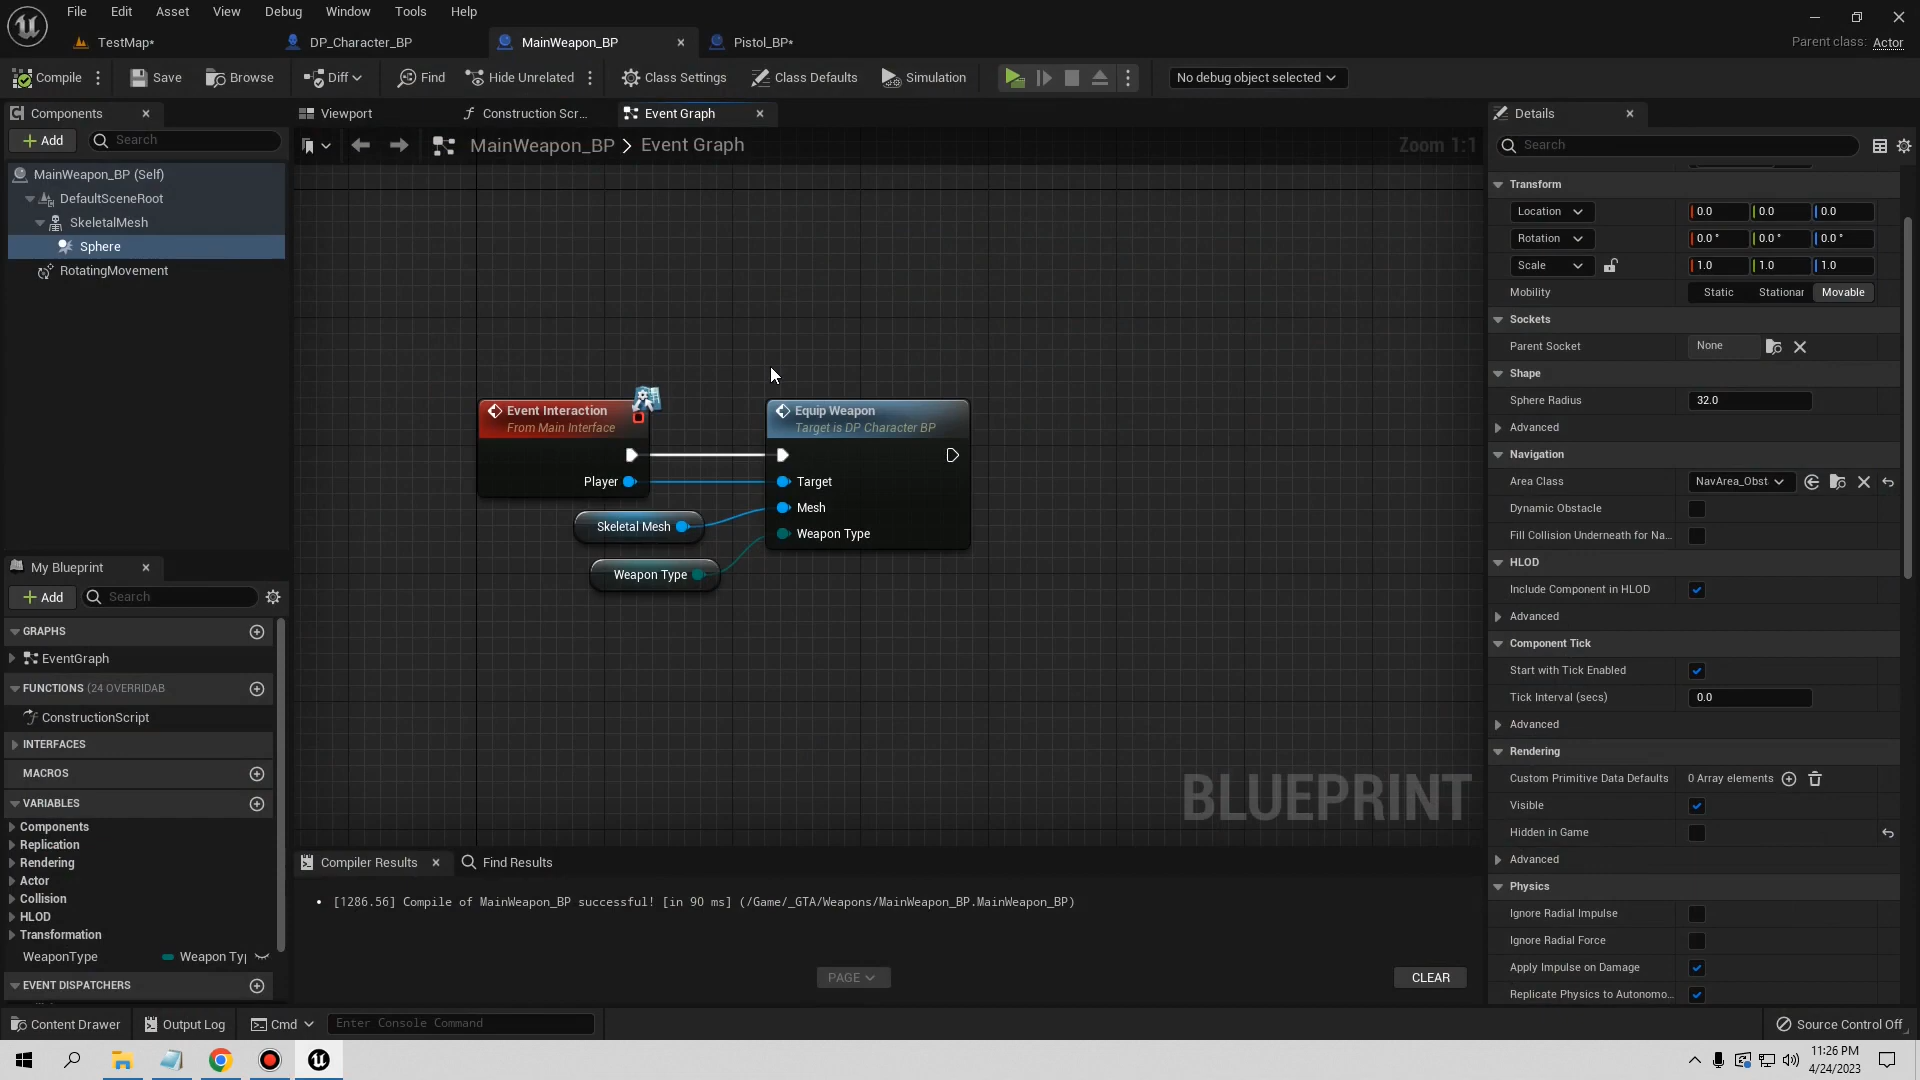 File Edit Asset View Debug Window Tools Help
TestMap* DP_Character_BP MainWeapon_BP Pistol_BP*
Parent class: Actor
Compile Save Browse Diff Find Hide Unrelated Class Settings Class Defaults Simulation No debug object selected
Components
Add Search
MainWeapon_BP (Self)
DefaultSceneRoot
SkeletalMesh
Sphere
RotatingMovement
My Blueprint
Add Search
GRAPHS
EventGraph
FUNCTIONS (24 OVERRIDAB
ConstructionScript
INTERFACES
MACROS
VARIABLES
Components
Replication
Rendering
Actor
Collision
HLOD
Transformation
WeaponType Weapon Ty
EVENT DISPATCHERS
Viewport Construction Scr... Event Graph
MainWeapon_BP > Event Graph
Zoom 1:1
Event Interaction
From Main Interface
Player
Skeletal Mesh
Weapon Type
Equip Weapon
Target is DP Character BP
Target
Mesh
Weapon Type
BLUEPRINT
Compiler Results Find Results
[1286.56] Compile of MainWeapon_BP successful! [in 90 ms] (/Game/_GTA/Weapons/MainWeapon_BP.MainWeapon_BP)
PAGE
CLEAR
Details
Search
Transform
Location 0.0 0.0 0.0
Rotation 0.0 ° 0.0 ° 0.0 °
Scale 1.0 1.0 1.0
Mobility Static Stationar Movable
Sockets
Parent Socket None
Shape
Sphere Radius 32.0
Advanced
Navigation
Area Class NavArea_Obst
Dynamic Obstacle
Fill Collision Underneath for Na...
HLOD
Include Component in HLOD
Advanced
Component Tick
Start with Tick Enabled
Tick Interval (secs) 0.0
Advanced
Rendering
Custom Primitive Data Defaults 0 Array elements
Visible
Hidden in Game
Advanced
Physics
Ignore Radial Impulse
Ignore Radial Force
Apply Impulse on Damage
Replicate Physics to Autonomo...
Content Drawer Output Log Cmd Enter Console Command Source Control Off
11:26 PM
4/24/2023